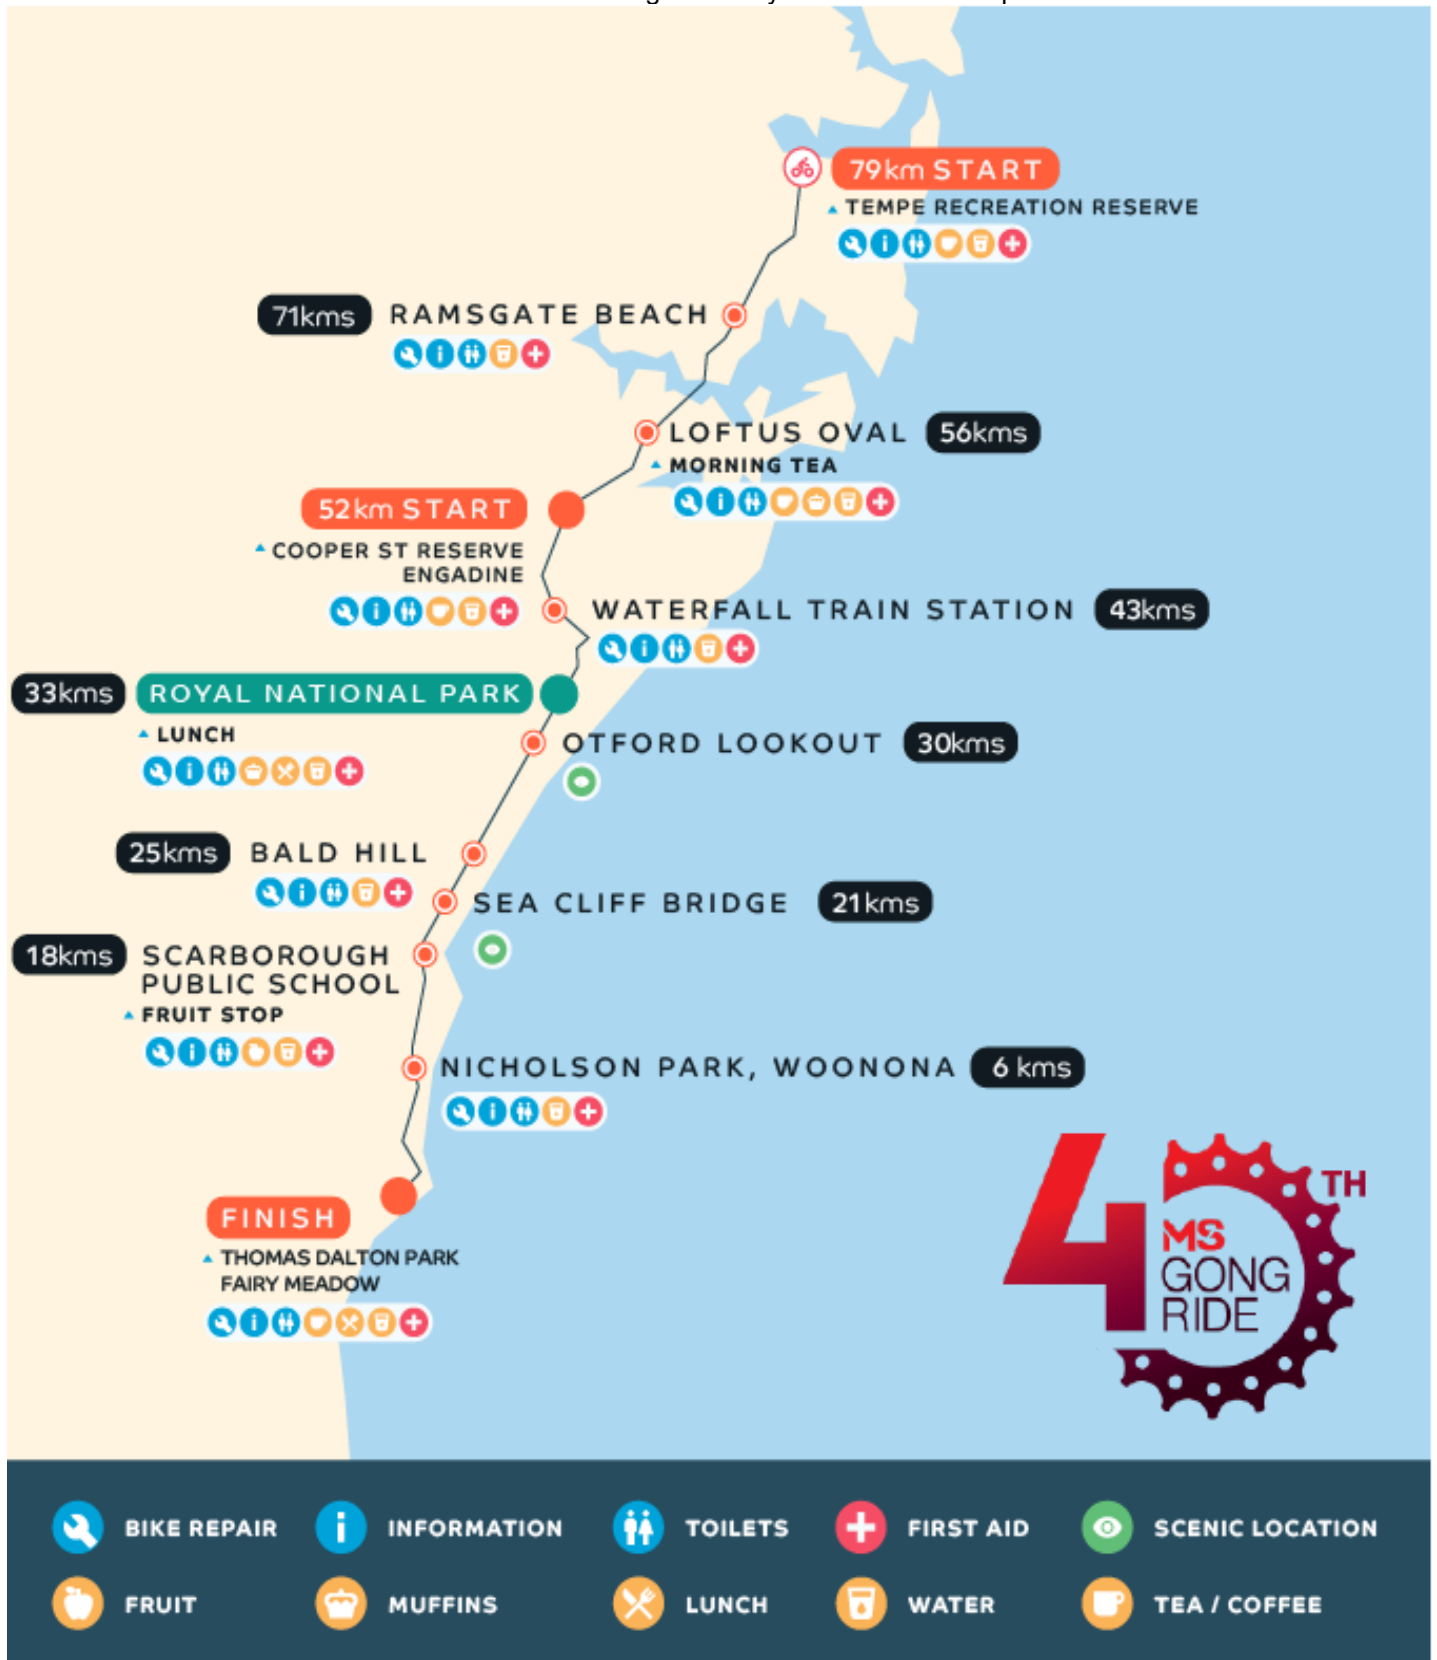 79km START
TEMPE RECREATION RESERVE
71kms RAMSGATE BEACH
LOFTUS OVAL 56kms
MORNING TEA
52km START
COOPER ST RESERVE
ENGADINE
WATERFALL TRAIN STATION 43kms
33kms ROYAL NATIONAL PARK
LUNCH
OTFORD LOOKOUT 30kms
25kms BALD HILL
SEA CLIFF BRIDGE 21kms
18kms SCARBOROUGH
PUBLIC SCHOOL
FRUIT STOP
NICHOLSON PARK, WOONONA 6 kms
FINISH
THOMAS DALTON PARK
FAIRY MEADOW
40TH
MS
GONG
RIDE
BIKE REPAIR INFORMATION TOILETS FIRST AID SCENIC LOCATION
FRUIT MUFFINS LUNCH WATER TEA / COFFEE